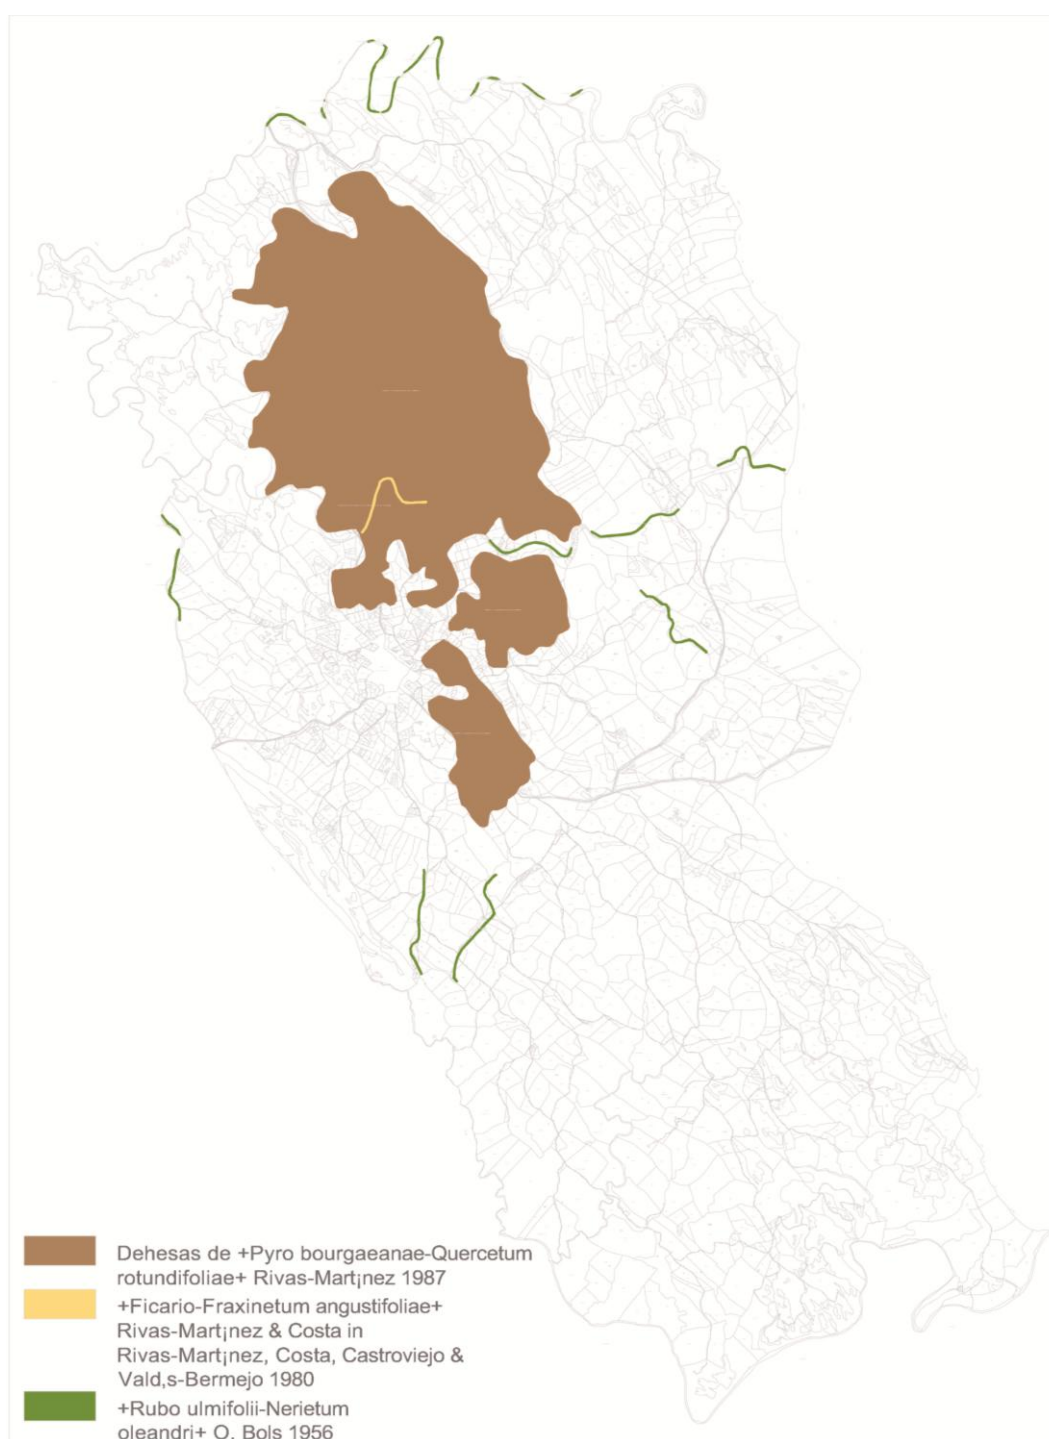 Dehesas de +Pyro bourgaeanae-Quercetum
rotundifoliae+ Rivas-Mart¡nez 1987
+Ficario-Fraxinetum angustifoliae+
Rivas-Mart¡nez & Costa in
Rivas-Mart¡nez, Costa, Castroviejo &
Vald‚s-Bermejo 1980
+Rubo ulmifolii-Nerietum
oleandri+ O. Bols 1956